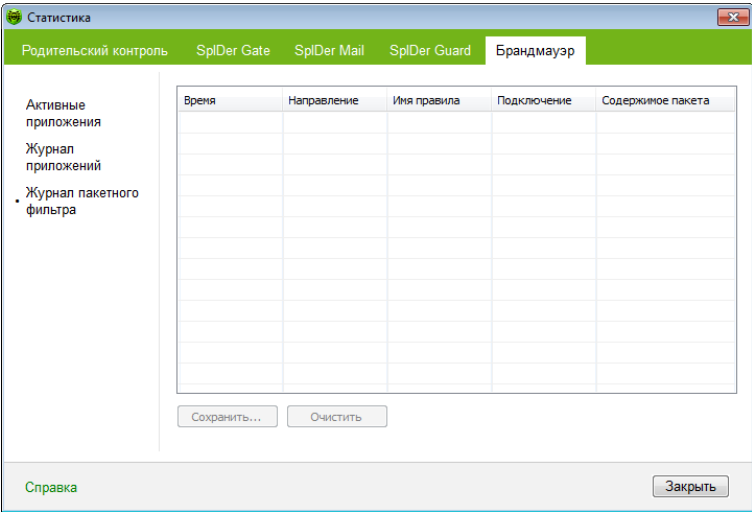 Статистика
Родительский контроль SpIDer Gate SpIDer Mail SpIDer Guard Брандмауэр
Активные
приложения
Журнал
приложений
Журнал пакетного
фильтра
Время Направление Имя правила Подключение Содержимое пакета
Сохранить... Очистить
Справка Закрыть